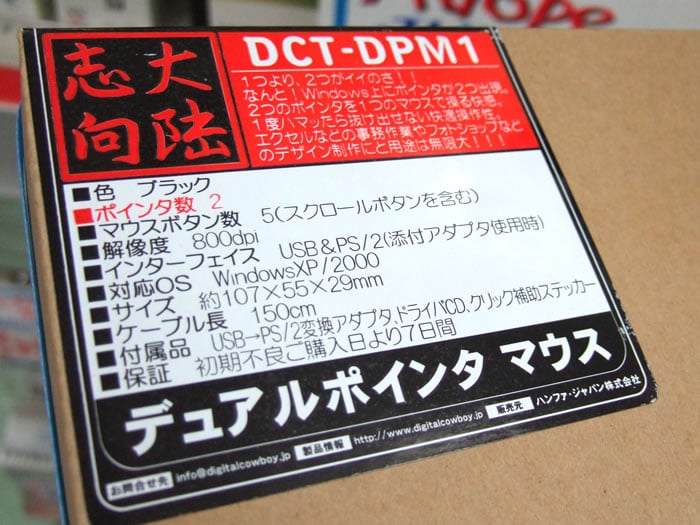 大陸
志向
DCT-DPM1
1つより、2つがイイのさ！！
なんと！Windows上にポインタが2つ出現。
2つのポインタを1つのマウスで操る快感。
1度ハマッたら抜け出せない快適操作性。
エクセルなどの事務作業やフォトショップなど
のデザイン制作にと用途は無限大！！！
■色 ブラック
■ポインタ数 2
■マウスボタン数 5(スクロールボタンを含む)
■解像度 800dpi
■インターフェイス USB&PS/2(添付アダプタ使用時)
■対応OS WindowsXP/2000
■サイズ 約107×55×29mm
■ケーブル長 150cm
■付属品 USB→PS/2変換アダプタ、ドライバCD、クリック補助ステッカー
■保証 初期不良ご購入日より7日間
デュアルポインタ マウス
お問合せ先 info@digitalcowboy.jp 製品情報 http://www.digitalcowboy.jp 販売元 ハンファ・ジャパン株式会社